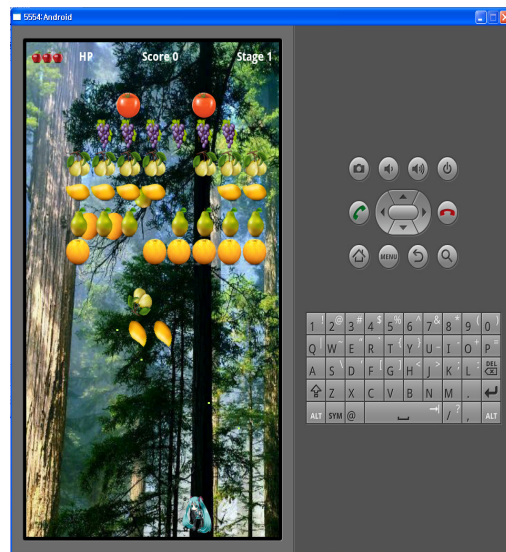 5554:Android
HP Score 0 Stage 1
MENU
1 ! 2 @ 3 # 4 $ 5 % 6 ^ 7 & 8 * 9 ( 0 )
Q W E R T Y U I O P
A S D F G H J K L DEL
Z X C V B N M .
ALT SYM @ / ? , ALT